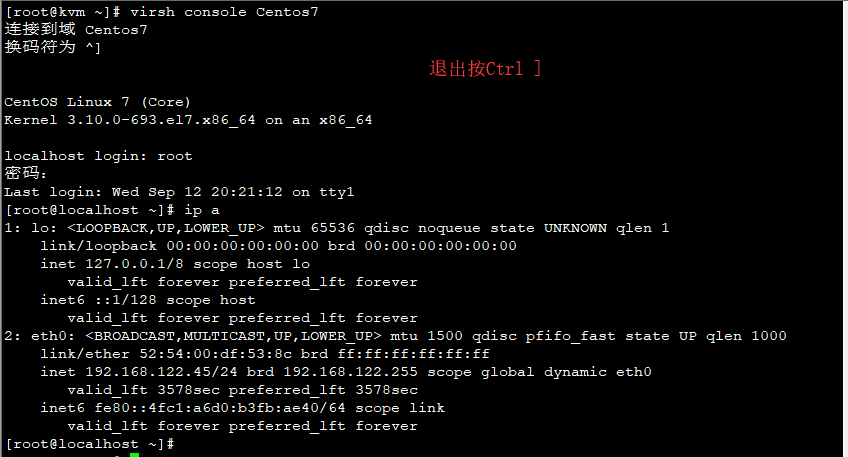 [root@kvm ~]# virsh console Centos7
连接到域 Centos7
换码符为 ^]
退出按Ctrl ]
CentOS Linux 7 (Core)
Kernel 3.10.0-693.el7.x86_64 on an x86_64
localhost login: root
密码：
Last login: Wed Sep 12 20:21:12 on tty1
[root@localhost ~]# ip a
1: lo: <LOOPBACK,UP,LOWER_UP> mtu 65536 qdisc noqueue state UNKNOWN qlen 1
    link/loopback 00:00:00:00:00:00 brd 00:00:00:00:00:00
    inet 127.0.0.1/8 scope host lo
       valid_lft forever preferred_lft forever
    inet6 ::1/128 scope host
       valid_lft forever preferred_lft forever
2: eth0: <BROADCAST,MULTICAST,UP,LOWER_UP> mtu 1500 qdisc pfifo_fast state UP qlen 1000
    link/ether 52:54:00:df:53:8c brd ff:ff:ff:ff:ff:ff
    inet 192.168.122.45/24 brd 192.168.122.255 scope global dynamic eth0
       valid_lft 3578sec preferred_lft 3578sec
    inet6 fe80::4fc1:a6d0:b3fb:ae40/64 scope link
       valid_lft forever preferred_lft forever
[root@localhost ~]#